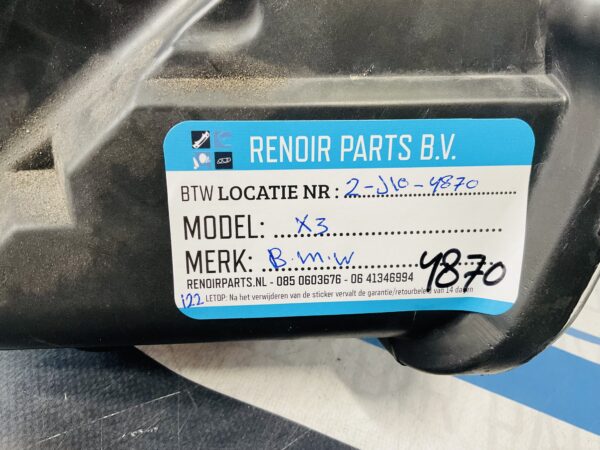 RENOIR PARTS B.V.
BTW LOCATIE NR: 2-J10-4870
MODEL: X3
MERK: B.M.W
4870
RENOIRPARTS.NL - 085 0603676 - 06 41346994
122 LETOP: Na het verwijderen van de sticker vervalt de garantie/retourbeleid van 14 dagen